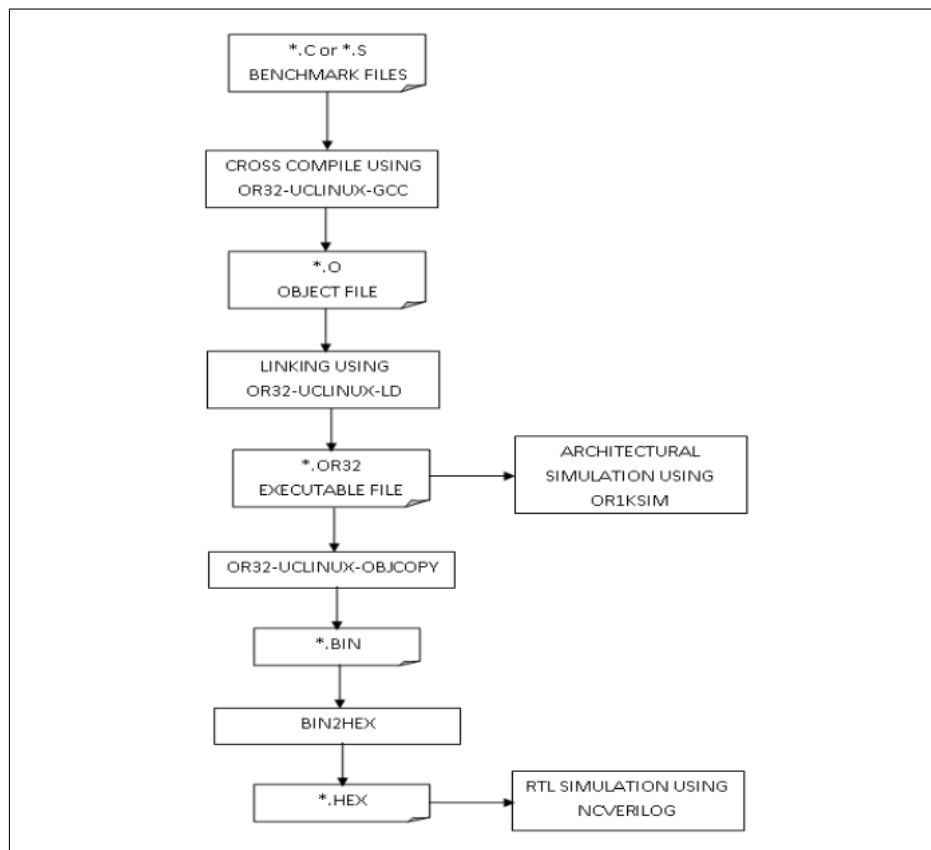 *.C or *.S
BENCHMARK FILES
CROSS COMPILE USING
OR32-UCLINUX-GCC
*.O
OBJECT FILE
LINKING USING
OR32-UCLINUX-LD
*.OR32
EXECUTABLE FILE
ARCHITECTURAL
SIMULATION USING
OR1KSIM
OR32-UCLINUX-OBJCOPY
*.BIN
BIN2HEX
*.HEX
RTL SIMULATION USING
NCVERILOG